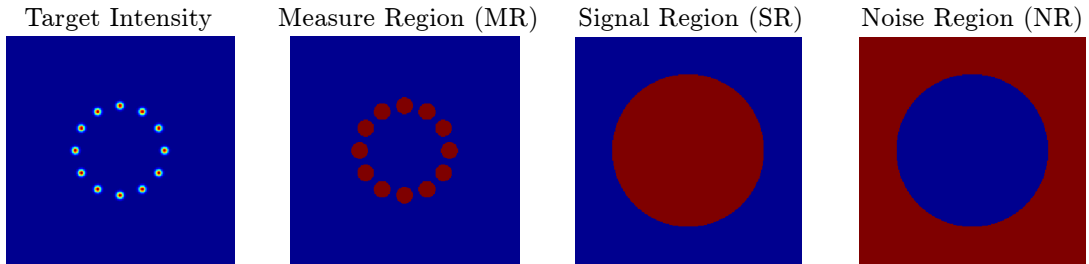 Target Intensity
Measure Region (MR)
Signal Region (SR)
Noise Region (NR)